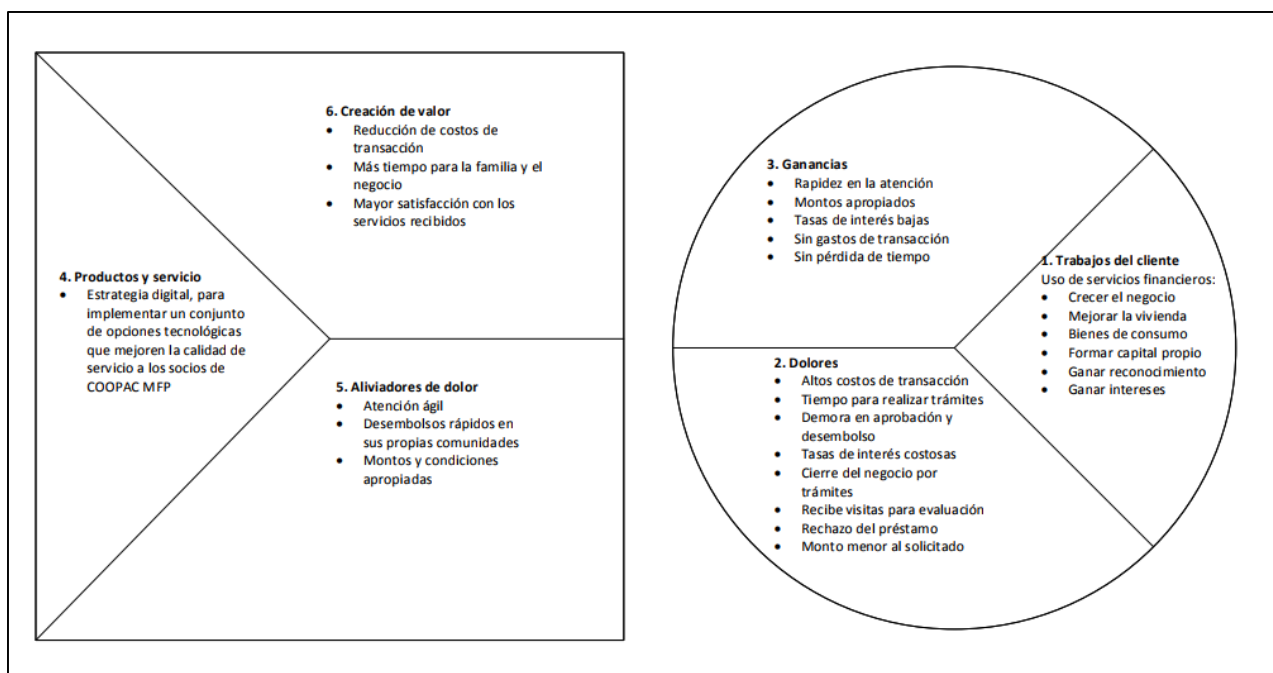 6. Creación de valor
• Reducción de costos de
transacción
• Más tiempo para la familia y el
negocio
• Mayor satisfacción con los
servicios recibidos
4. Productos y servicio
• Estrategia digital, para
implementar un conjunto
de opciones tecnológicas
que mejoren la calidad de
servicio a los socios de
COOPAC MFP
5. Aliviadores de dolor
• Atención ágil
• Desembolsos rápidos en
sus propias comunidades
• Montos y condiciones
apropiadas
3. Ganancias
• Rapidez en la atención
• Montos apropiados
• Tasas de interés bajas
• Sin gastos de transacción
• Sin pérdida de tiempo
1. Trabajos del cliente
Uso de servicios financieros:
• Crecer el negocio
• Mejorar la vivienda
• Bienes de consumo
• Formar capital propio
• Ganar reconocimiento
• Ganar intereses
2. Dolores
• Altos costos de transacción
• Tiempo para realizar trámites
• Demora en aprobación y
desembolso
• Tasas de interés costosas
• Cierre del negocio por
trámites
• Recibe visitas para evaluación
• Rechazo del préstamo
• Monto menor al solicitado